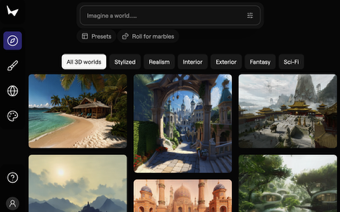 Imagine a world.....
Presets
Roll for marbles
All 3D worlds
Stylized
Realism
Interior
Exterior
Fantasy
Sci-Fi